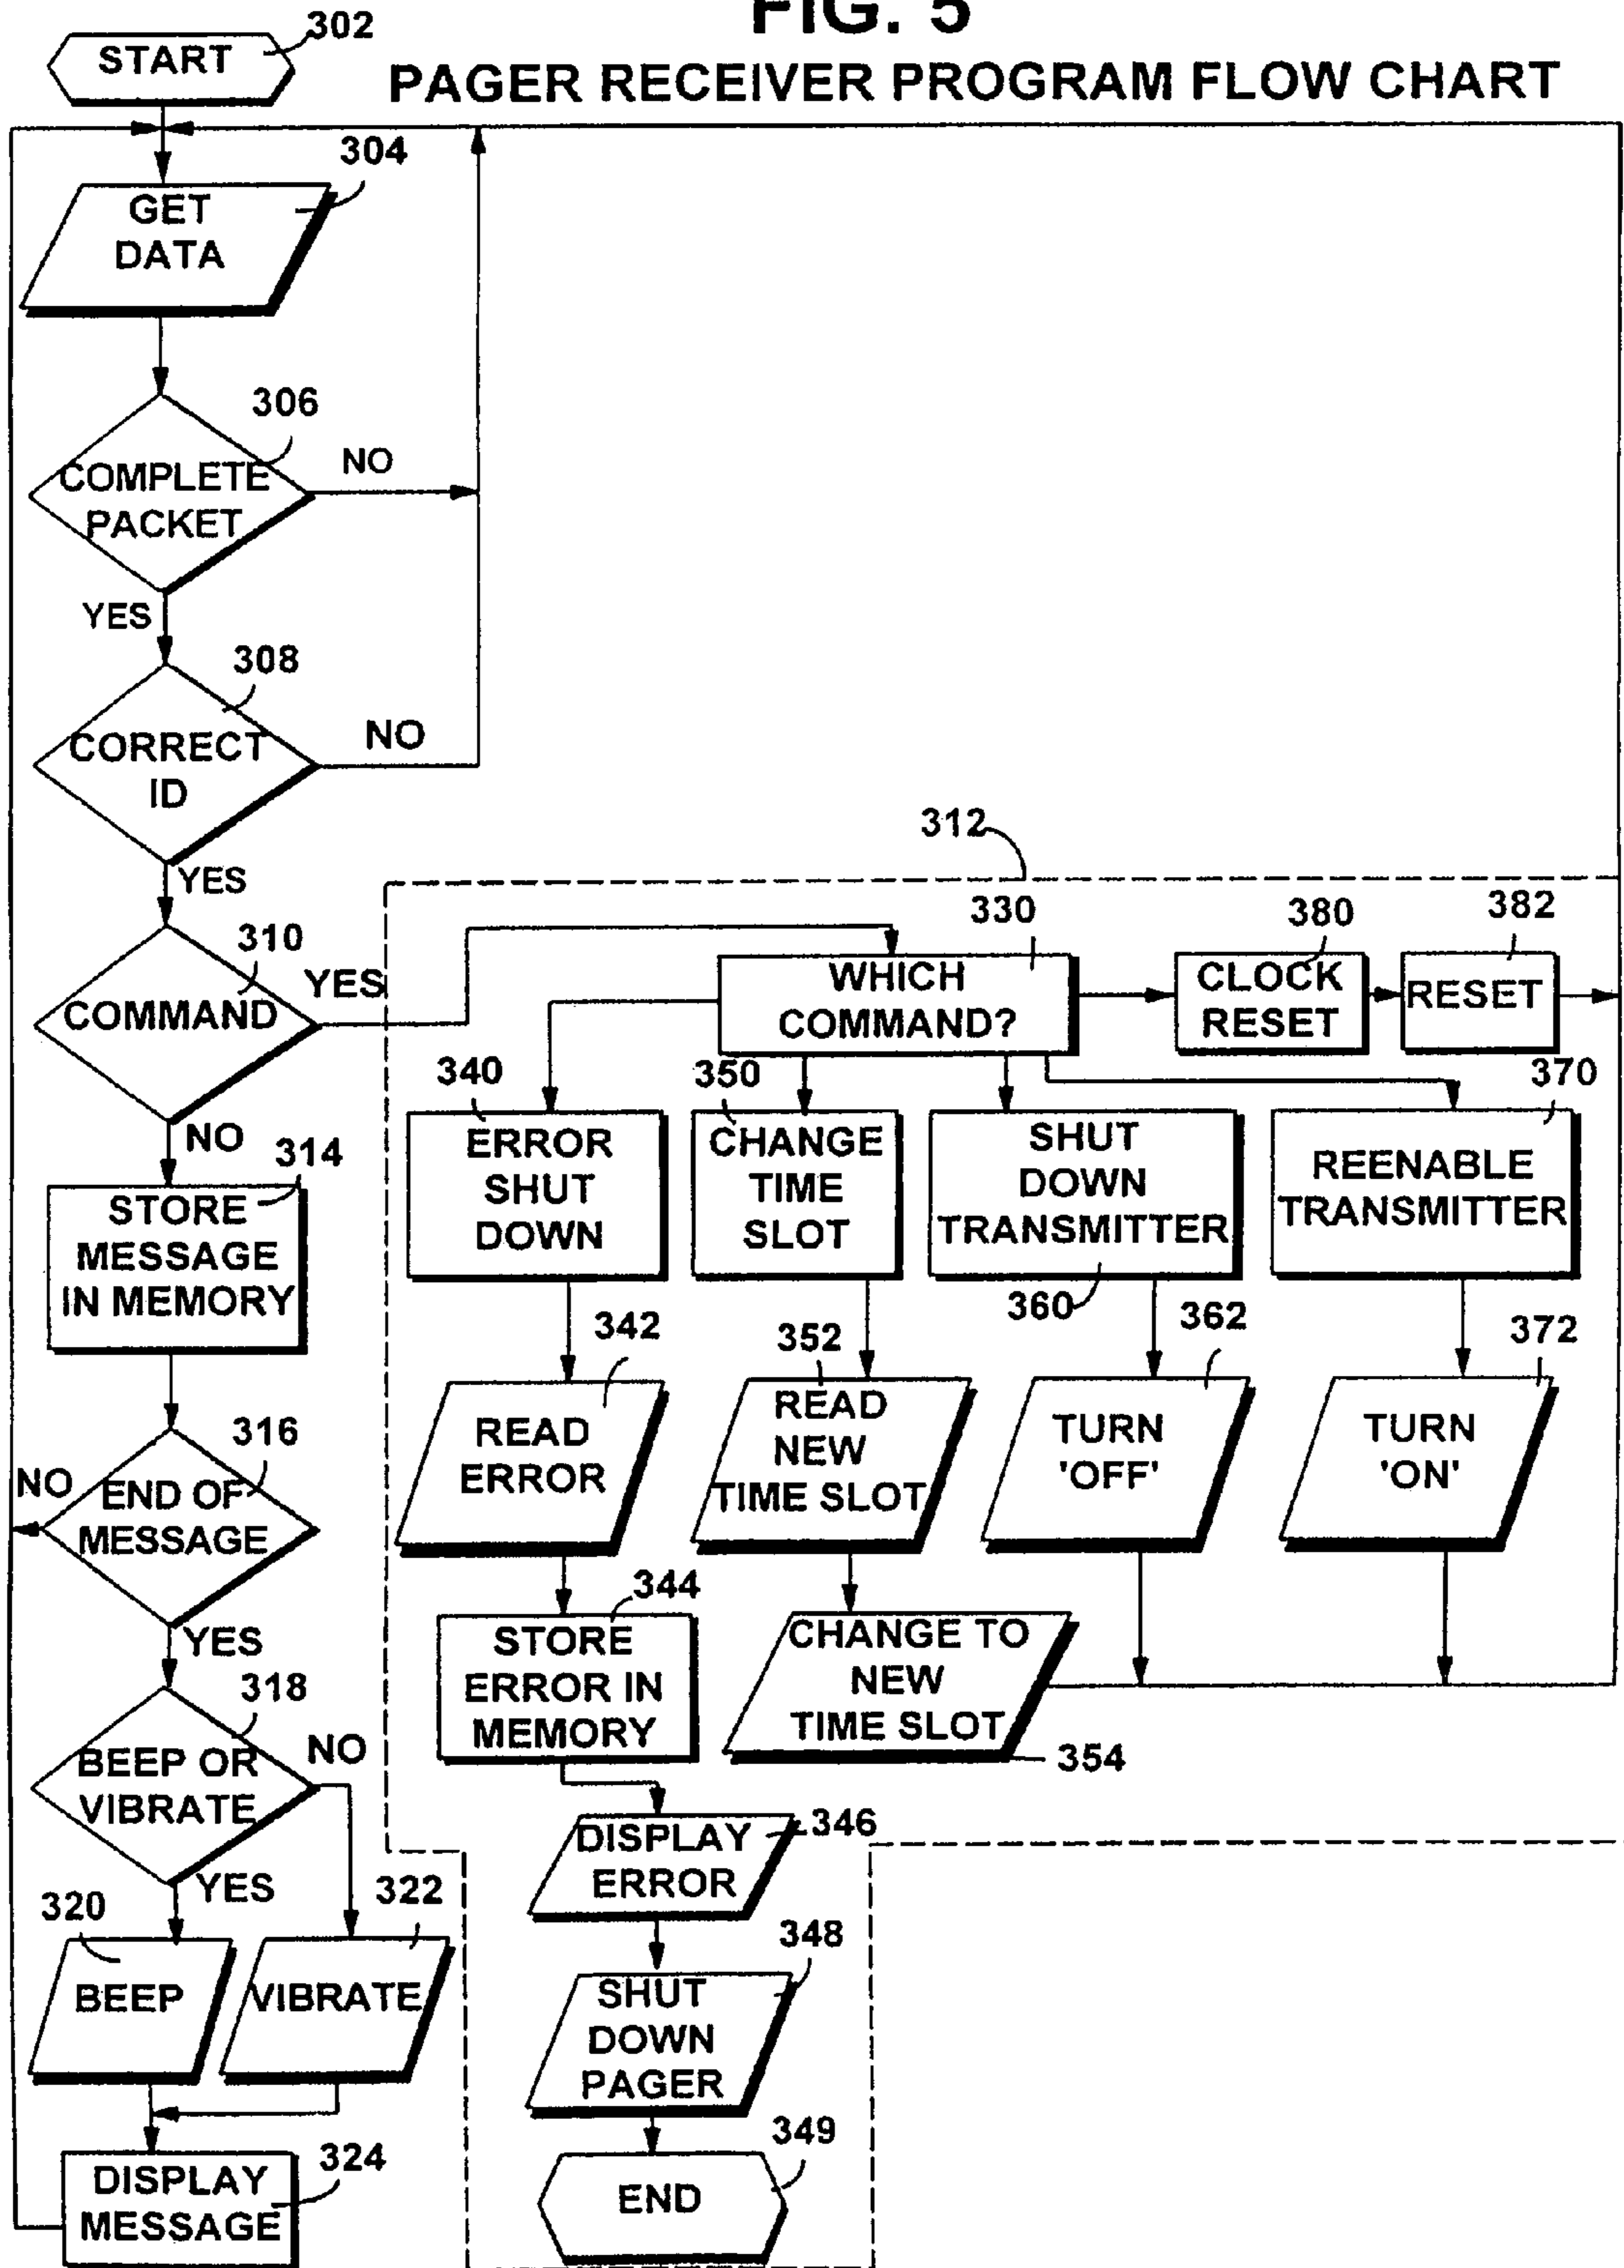 FIG. 5
PAGER RECEIVER PROGRAM FLOW CHART
302
START
304
GET
DATA
306
COMPLETE
PACKET
NO
YES
308
CORRECT
ID
NO
YES
310
COMMAND
YES
NO
314
STORE
MESSAGE
IN MEMORY
316
NO
END OF
MESSAGE
YES
318
BEEP OR
VIBRATE
NO
YES
320
BEEP
322
VIBRATE
324
DISPLAY
MESSAGE
312
330
WHICH
COMMAND?
380
CLOCK
RESET
382
RESET
340
ERROR
SHUT
DOWN
342
READ
ERROR
344
STORE
ERROR IN
MEMORY
346
DISPLAY
ERROR
348
SHUT
DOWN
PAGER
349
END
350
CHANGE
TIME
SLOT
352
READ
NEW
TIME SLOT
CHANGE TO
NEW
TIME SLOT
354
SHUT
DOWN
TRANSMITTER
360
362
TURN
'OFF'
370
REENABLE
TRANSMITTER
372
TURN
'ON'